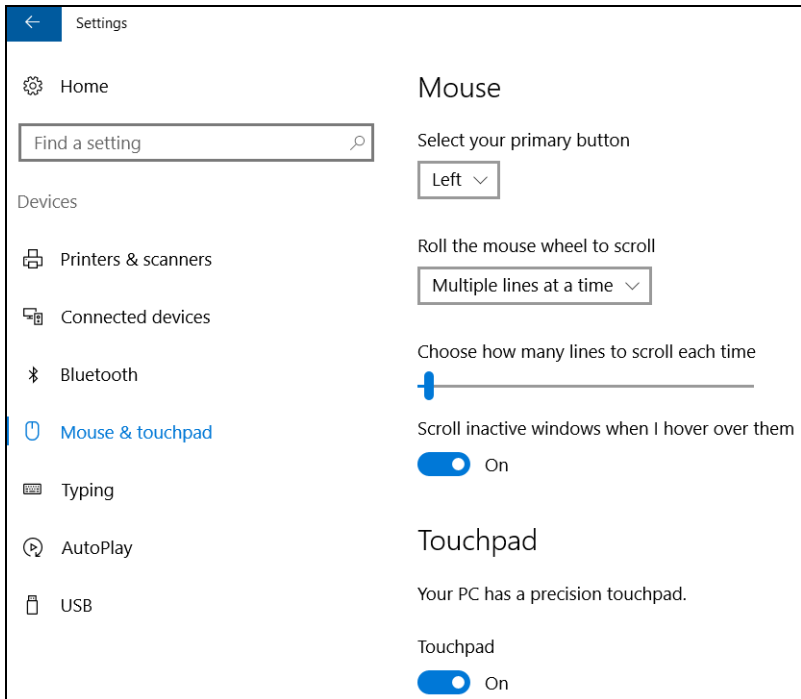 Settings
Home
Find a setting
Devices
Printers & scanners
Connected devices
Bluetooth
Mouse & touchpad
Typing
AutoPlay
USB
Mouse
Select your primary button
Left
Roll the mouse wheel to scroll
Multiple lines at a time
Choose how many lines to scroll each time
Scroll inactive windows when I hover over them
On
Touchpad
Your PC has a precision touchpad.
Touchpad
On